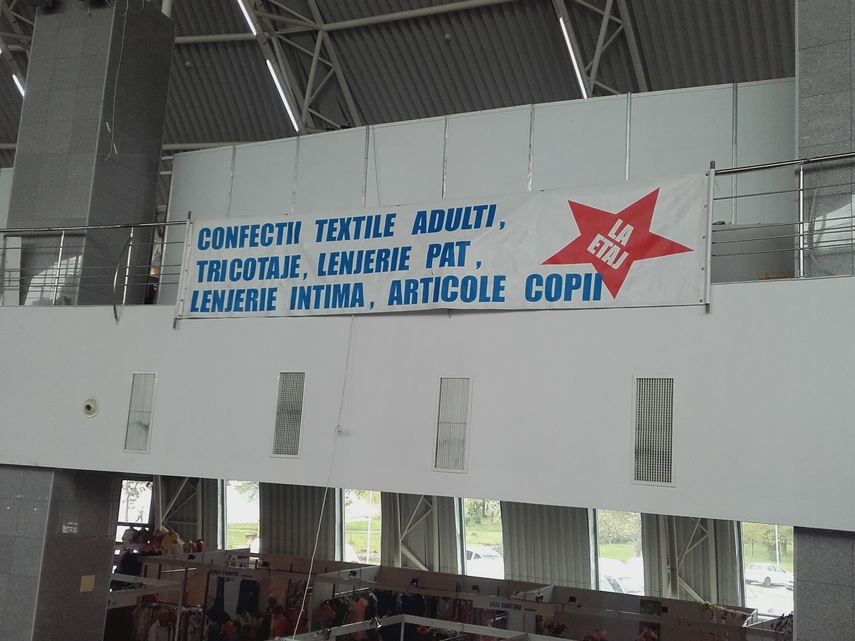 CONFECTII TEXTILE ADULTI,
TRICOTAJE, LENJERIE PAT,
LENJERIE INTIMA, ARTICOLE COPII
LA
ETAJ